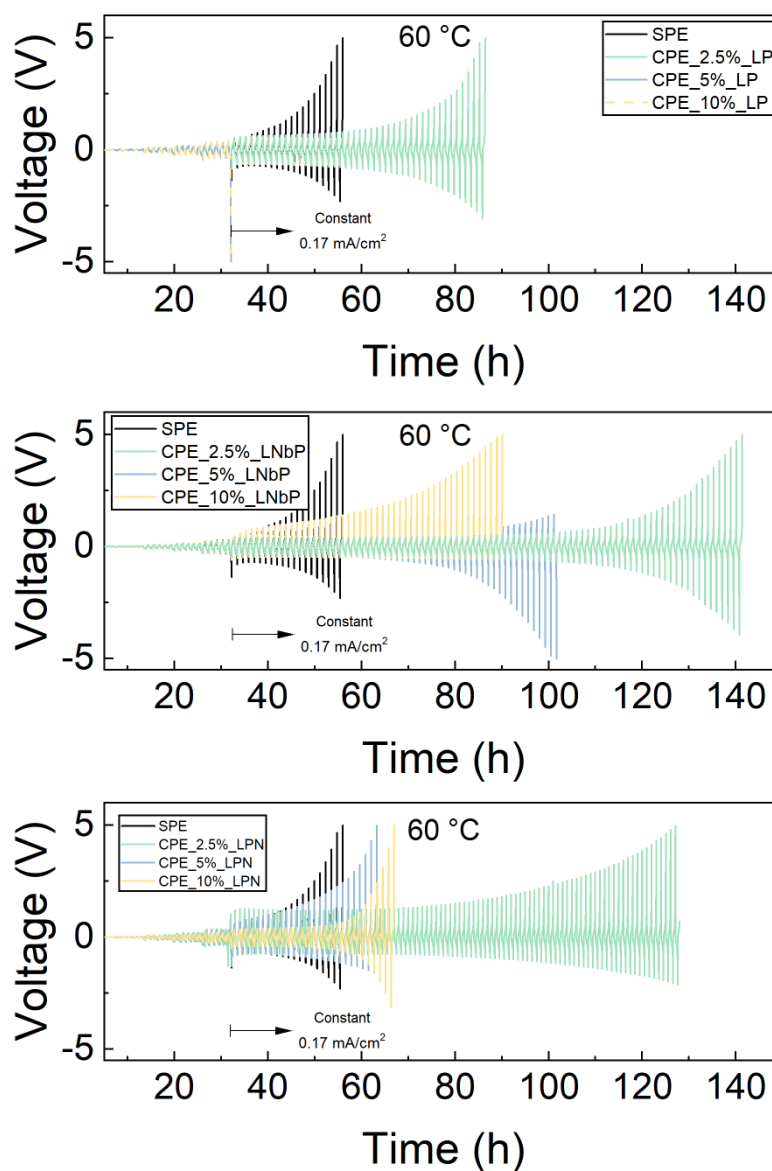 60 °C
SPE
CPE_2.5%_LP
CPE_5%_LP
CPE_10%_LP
Voltage (V)
5
0
-5
Constant
0.17 mA/cm²
20 40 60 80 100 120 140
Time (h)
60 °C
SPE
CPE_2.5%_LNbP
CPE_5%_LNbP
CPE_10%_LNbP
Voltage (V)
5
0
-5
Constant
0.17 mA/cm²
20 40 60 80 100 120 140
Time (h)
60 °C
SPE
CPE_2.5%_LPN
CPE_5%_LPN
CPE_10%_LPN
Voltage (V)
5
0
-5
Constant
0.17 mA/cm²
20 40 60 80 100 120 140
Time (h)